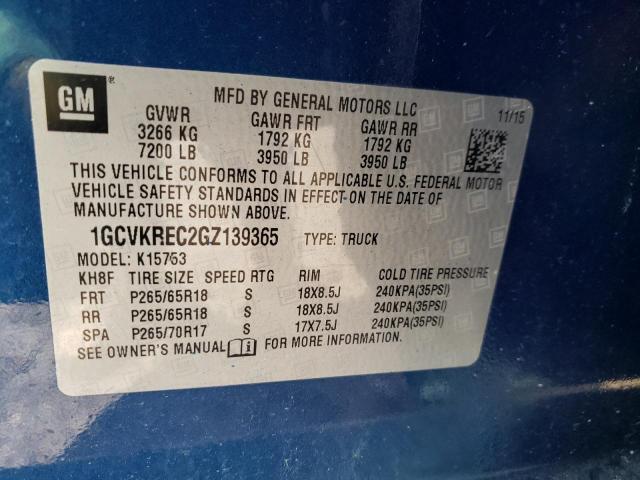 GM®
MFD BY GENERAL MOTORS LLC
11/15
GVWR GAWR FRT GAWR RR
3266 KG 1792 KG 1792 KG
7200 LB 3950 LB 3950 LB
THIS VEHICLE CONFORMS TO ALL APPLICABLE U.S. FEDERAL MOTOR
VEHICLE SAFETY STANDARDS IN EFFECT ON THE DATE OF
MANUFACTURE SHOWN ABOVE.
1GCVKREC2GZ139365 TYPE: TRUCK
MODEL: K15753
KH8F TIRE SIZE SPEED RTG RIM COLD TIRE PRESSURE
FRT P265/65R18 S 18X8.5J 240KPA(35PSI)
RR P265/65R18 S 18X8.5J 240KPA(35PSI)
SPA P265/70R17 S 17X7.5J 240KPA(35PSI)
SEE OWNER'S MANUAL FOR MORE INFORMATION.